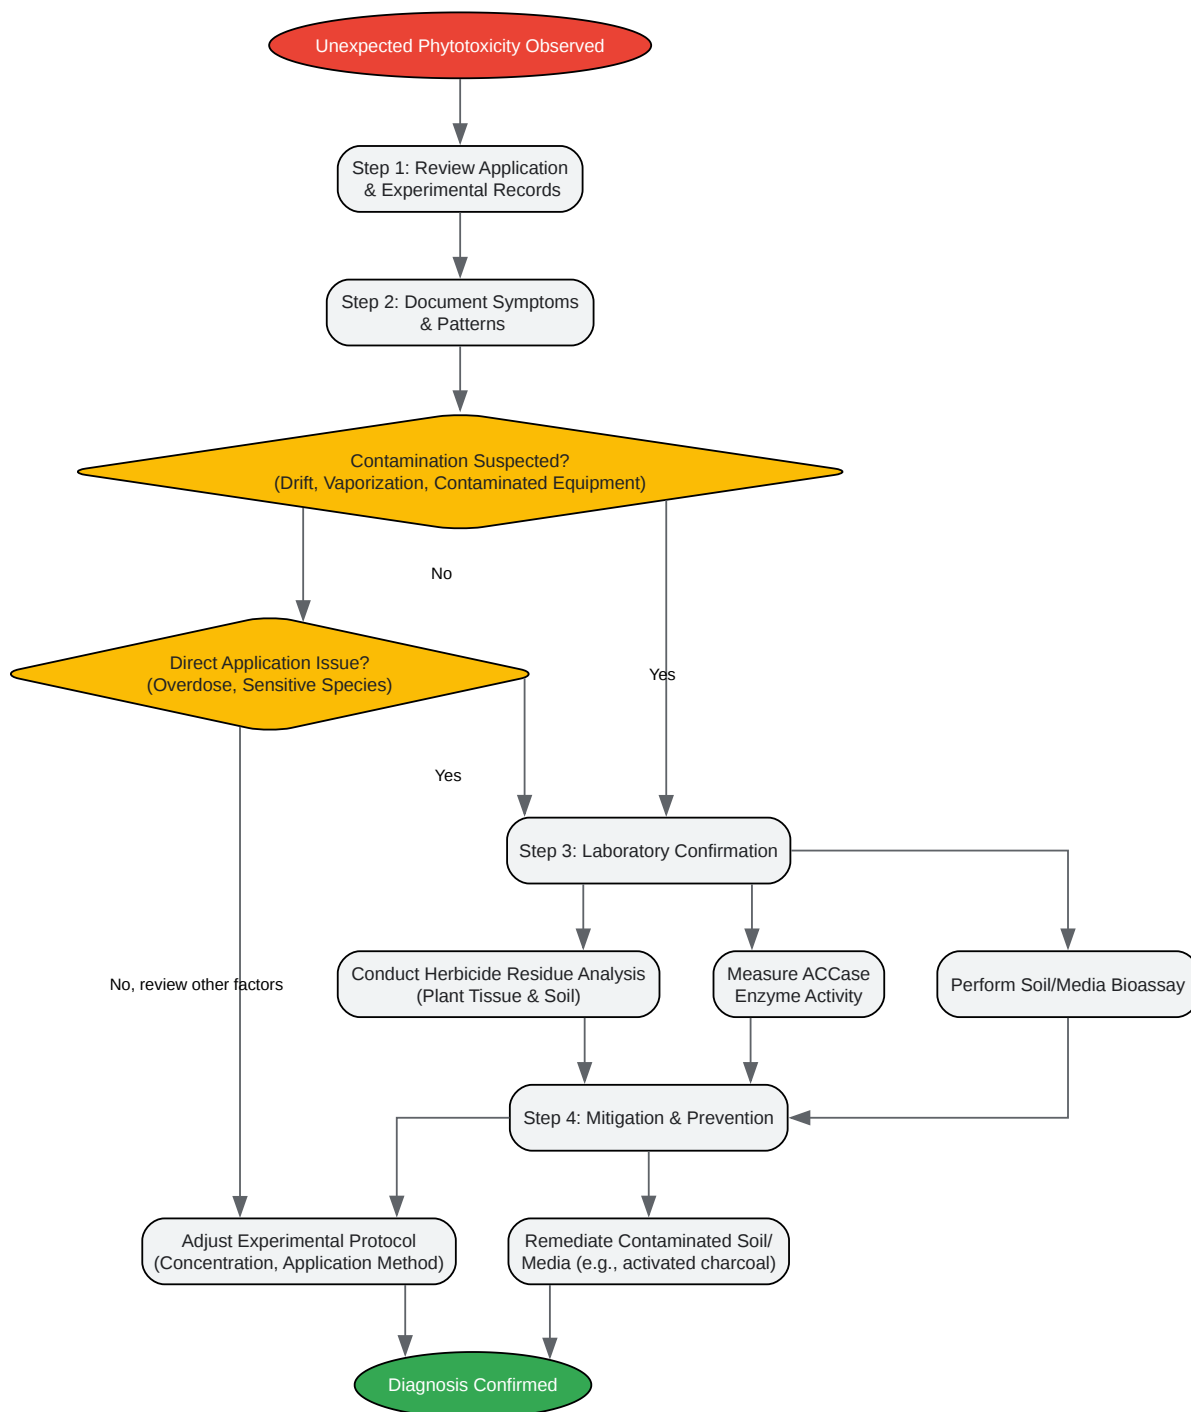 Unexpected Phytotoxicity Observed
Step 1: Review Application
& Experimental Records
Step 2: Document Symptoms
& Patterns
Contamination Suspected?
(Drift, Vaporization, Contaminated Equipment)
No
Direct Application Issue?
(Overdose, Sensitive Species)
Yes
Yes
Step 3: Laboratory Confirmation
Conduct Herbicide Residue Analysis
(Plant Tissue & Soil)
Measure ACCase
Enzyme Activity
Perform Soil/Media Bioassay
No, review other factors
Step 4: Mitigation & Prevention
Adjust Experimental Protocol
(Concentration, Application Method)
Remediate Contaminated Soil/
Media (e.g., activated charcoal)
Diagnosis Confirmed